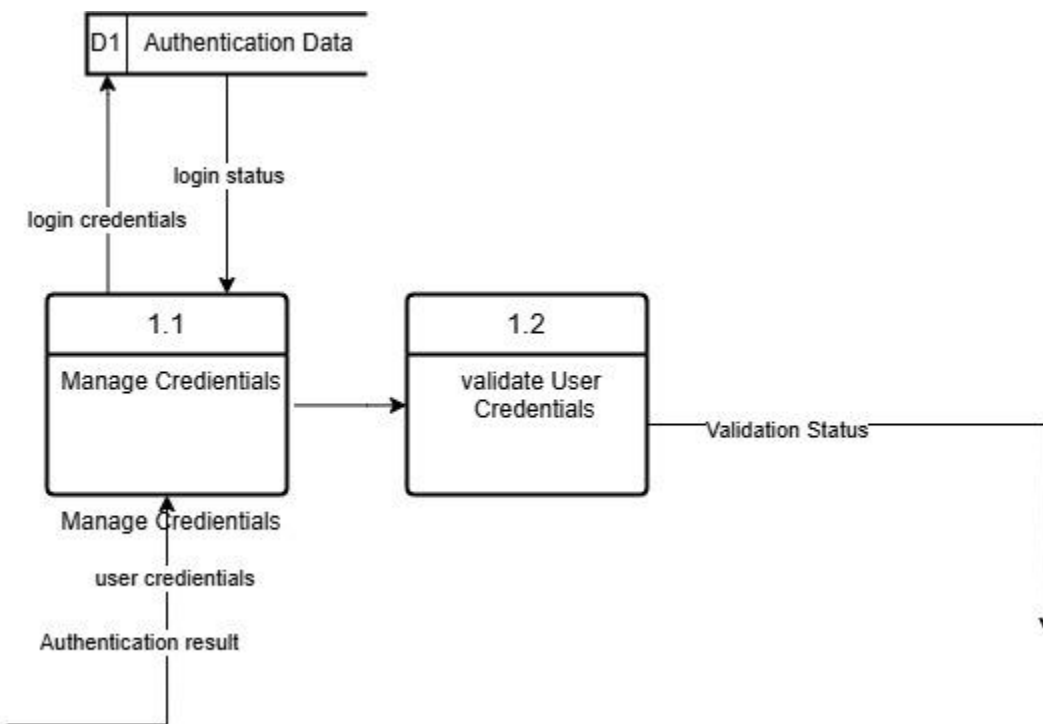 D1 Authentication Data
login status
login credentials
1.1
Manage Credientials
1.2
validate User
Credentials
Validation Status
Manage Credientials
user credientials
Authentication result